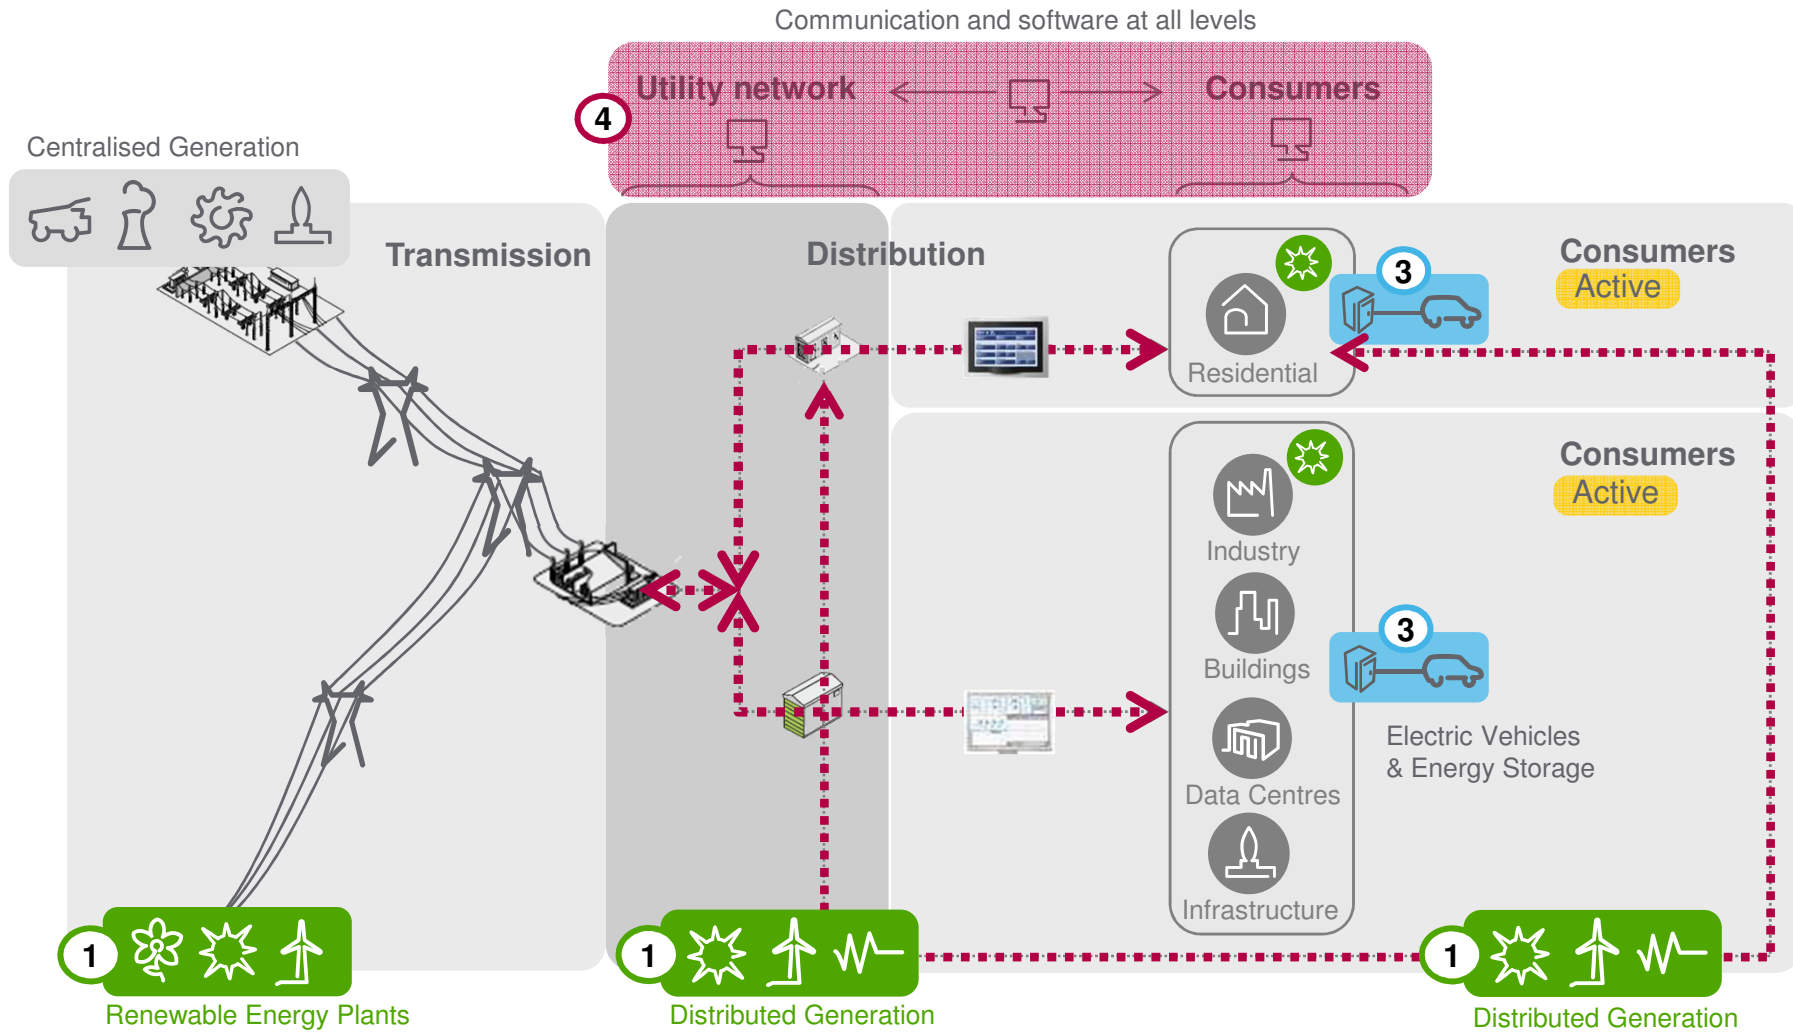 Communication and software at all levels
Utility network
Consumers
4
Centralised Generation
Transmission
Distribution
Consumers
Active
3
Residential
Consumers
Active
Industry
3
Buildings
Electric Vehicles
& Energy Storage
Data Centres
Infrastructure
1
1
1
Renewable Energy Plants
Distributed Generation
Distributed Generation